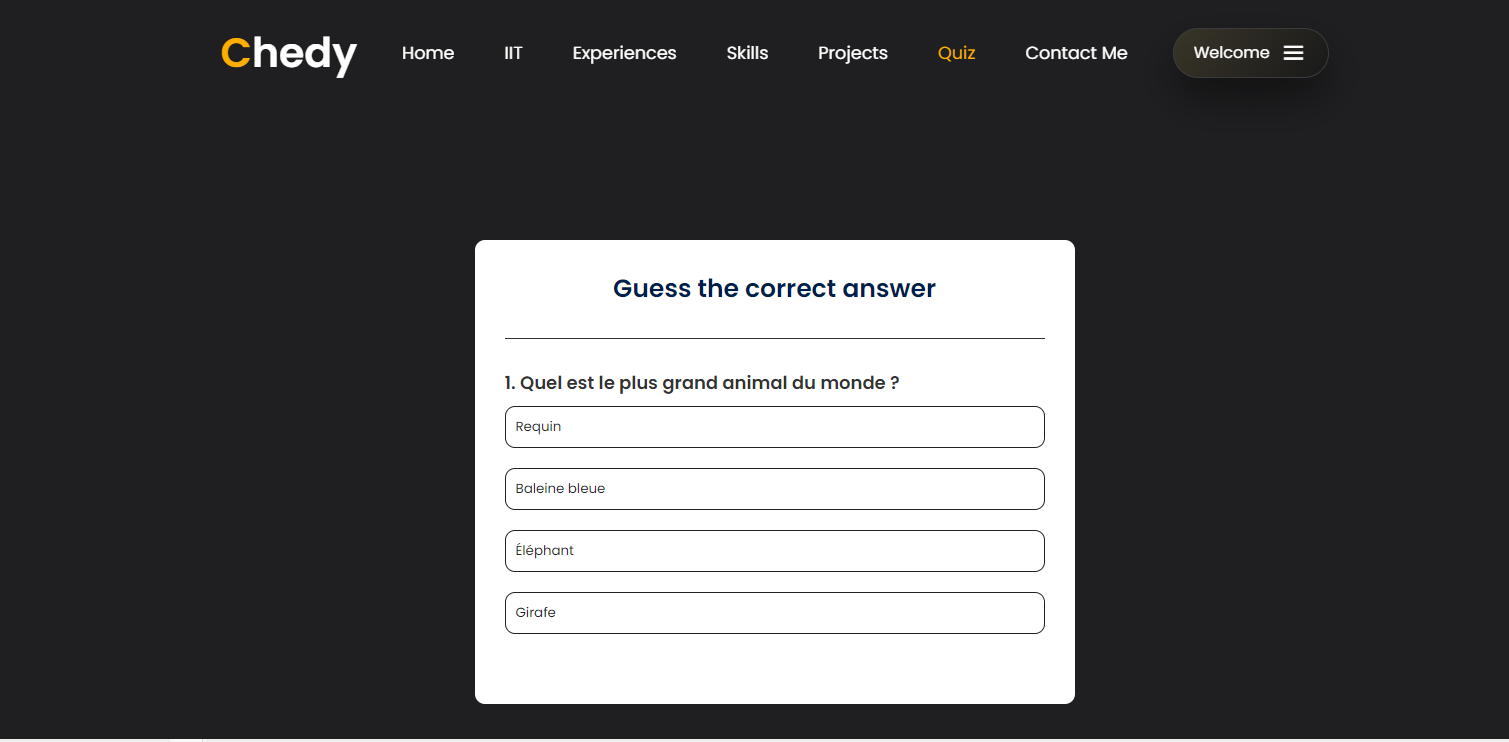 Chedy Home IIT Experiences Skills Projects Quiz Contact Me Welcome
Guess the correct answer
1. Quel est le plus grand animal du monde ?
Requin
Baleine bleue
Éléphant
Girafe